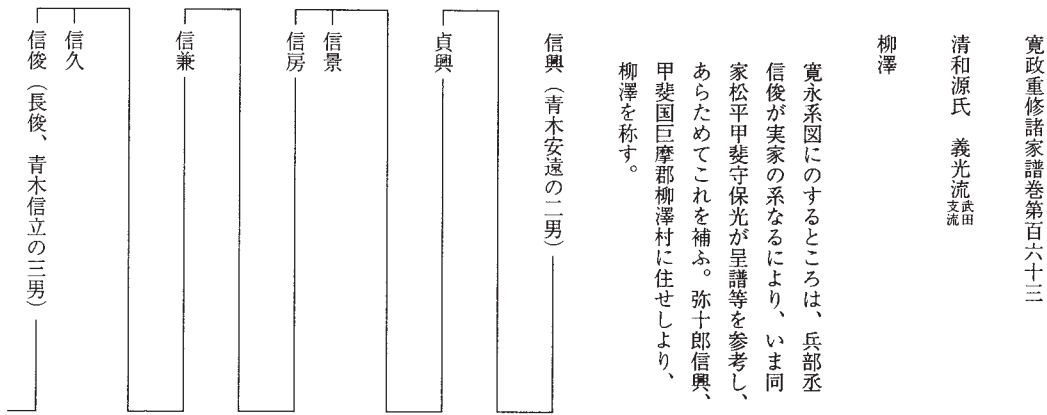 寛政重修諸家譜巻第百六十三
清和源氏　義光流武田支流
柳澤
寛永系図にのするところは、兵部丞
信俊が実家の系なるにより、いま同
家松平甲斐守保光が呈譜等を参考し、
あらためてこれを補ふ。弥十郎信興、
甲斐国巨摩郡柳澤村に住せしより、
柳澤を称す。
信興（青木安遠の二男）
貞興
信景
信房
信兼
信久
信俊（長俊、青木信立の三男）